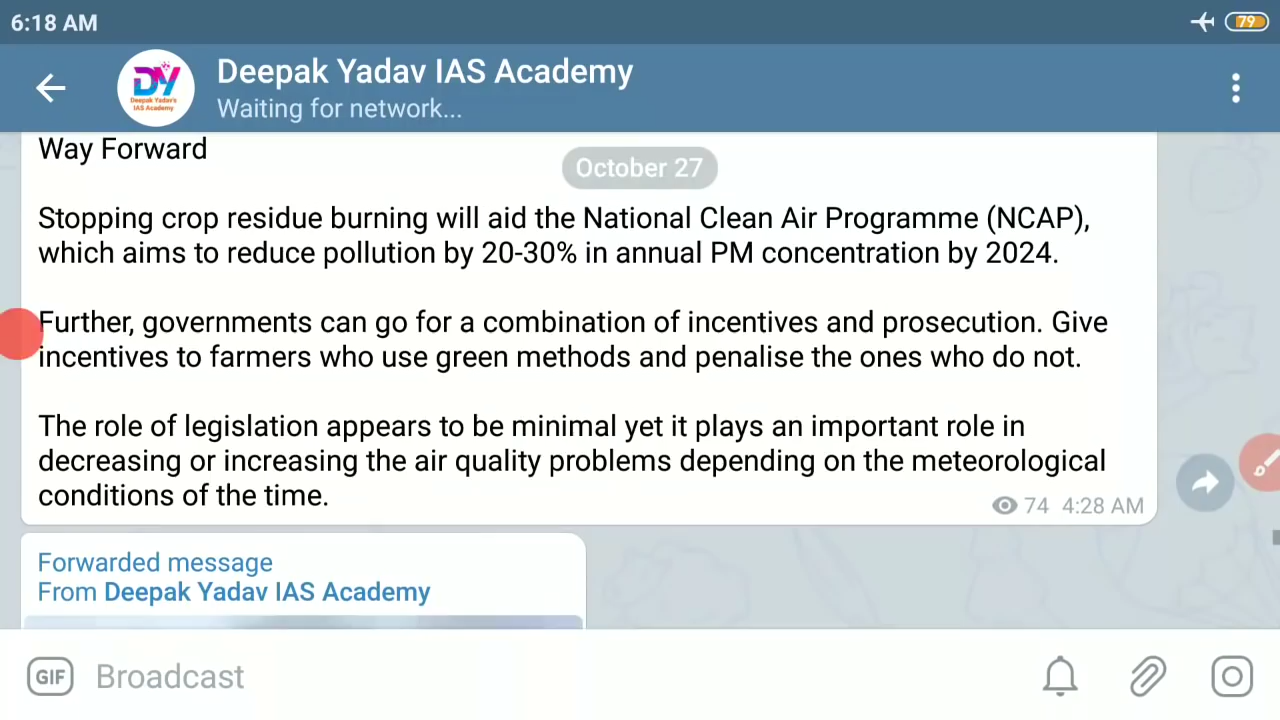 6:18 AM
79
DY
Deepak Yadav's
IAS Academy
Deepak Yadav IAS Academy
Waiting for network...
Way Forward
October 27
Stopping crop residue burning will aid the National Clean Air Programme (NCAP),
which aims to reduce pollution by 20-30% in annual PM concentration by 2024.
Further, governments can go for a combination of incentives and prosecution. Give
incentives to farmers who use green methods and penalise the ones who do not.
The role of legislation appears to be minimal yet it plays an important role in
decreasing or increasing the air quality problems depending on the meteorological
conditions of the time.
74 4:28 AM
Forwarded message
From Deepak Yadav IAS Academy
GIF Broadcast